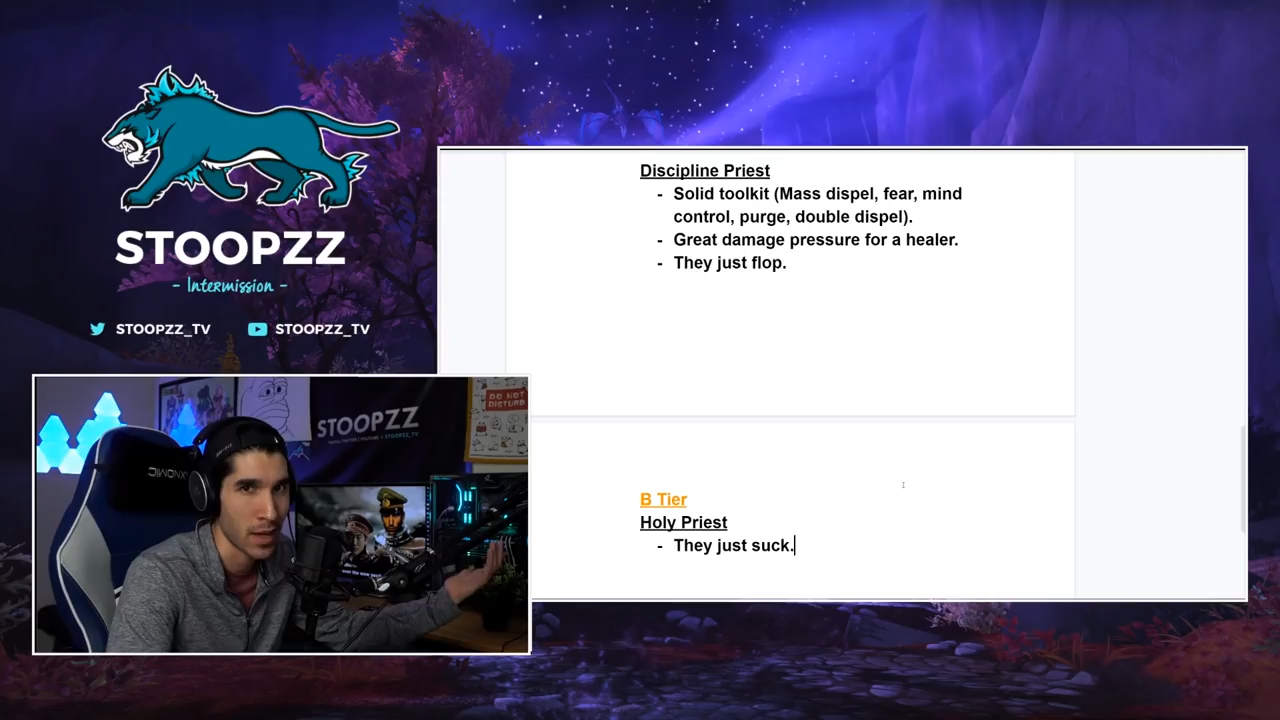 STOOPZZ
- Intermission -
STOOPZZ_TV
STOOPZZ_TV
Discipline Priest
- Solid toolkit (Mass dispel, fear, mind
control, purge, double dispel).
- Great damage pressure for a healer.
- They just flop.
B Tier
Holy Priest
- They just suck.
STOOPZZ
DO NOT
DISTURB